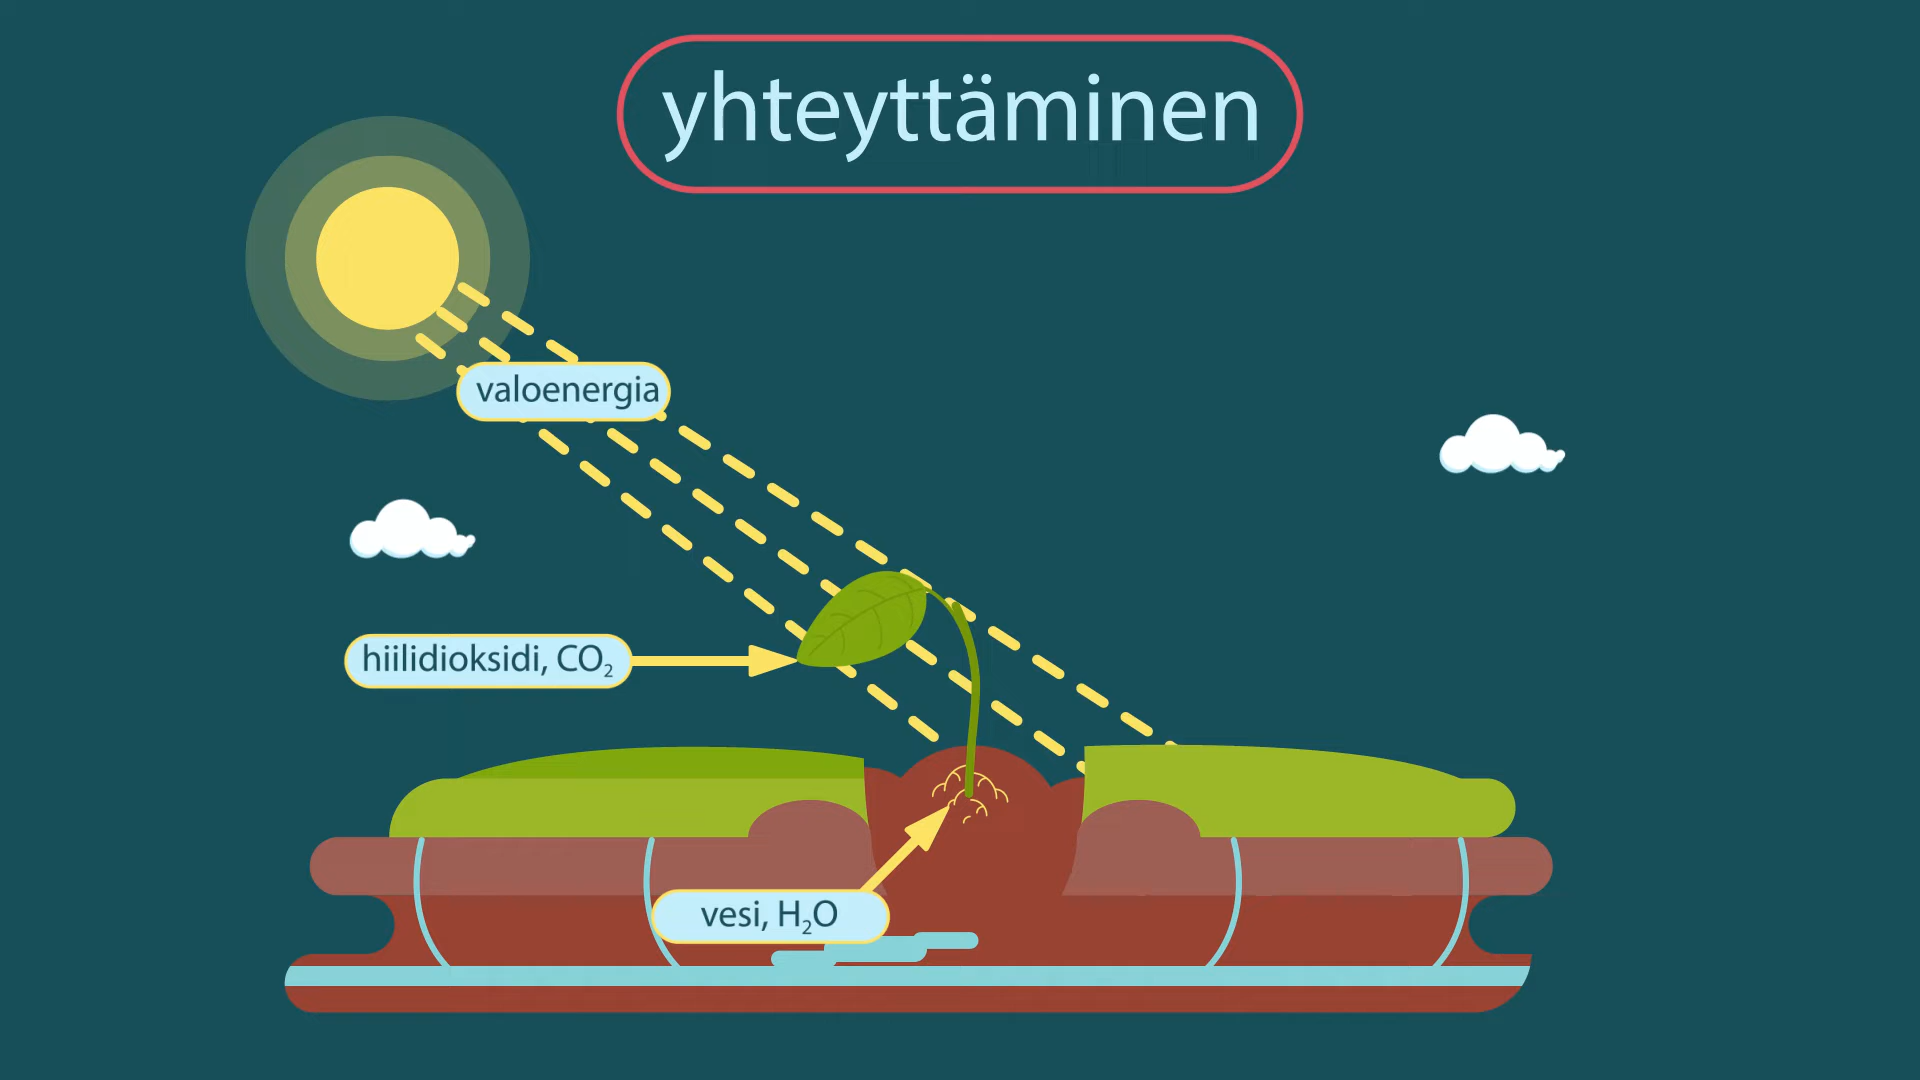 yhteyttäminen
valoenergia
hiilidioksidi, CO₂
vesi, H₂O